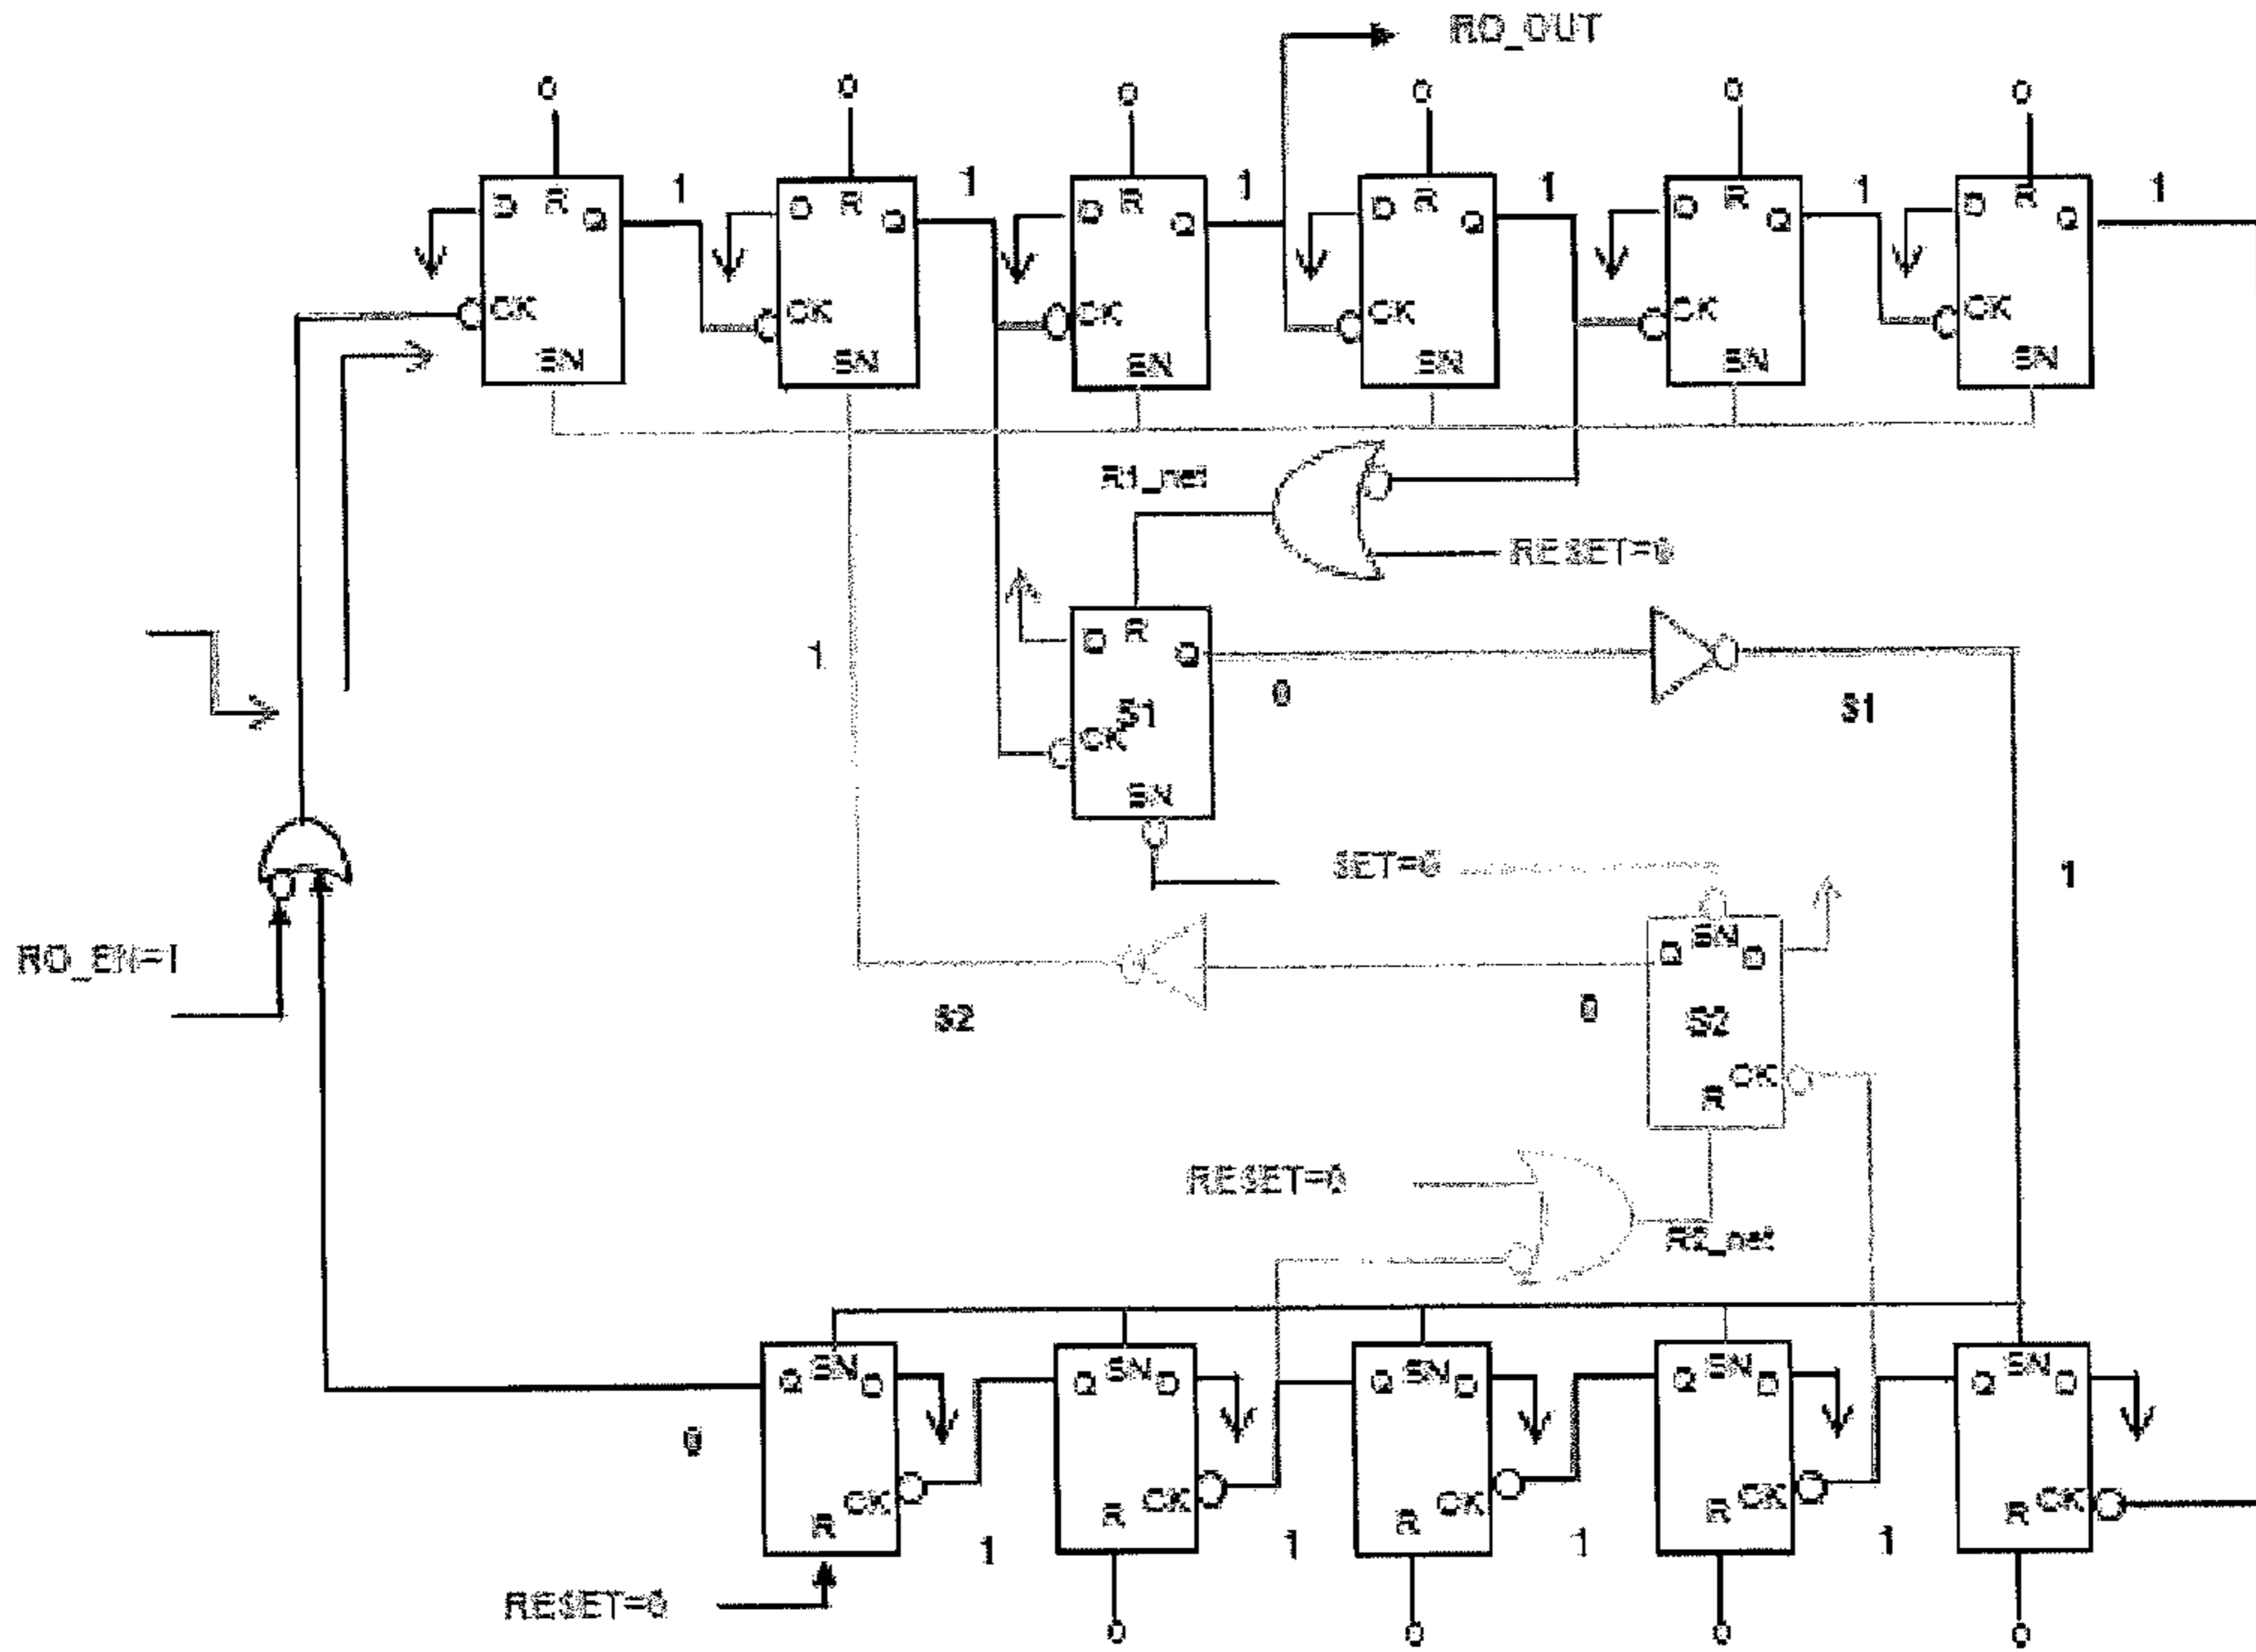 RO_OUT
0 0 0 0 0 0
D R Q 1 D R Q 1 D R Q 1 D R Q 1 D R Q 1 D R Q 1
CK CK CK CK CK CK
SN SN SN SN SN SN
R1_net
RESET=0
1
D R Q
0
S1
S1
CK
SN
SET=0
1
RO_EN=1
Q SN D
S2
0
S2
CK
R
RESET=0
R2_net
Q SN D Q SN D Q SN D Q SN D Q SN D
0
R CK R CK R CK R CK R CK
1 1 1 1
RESET=0
0 0 0 0